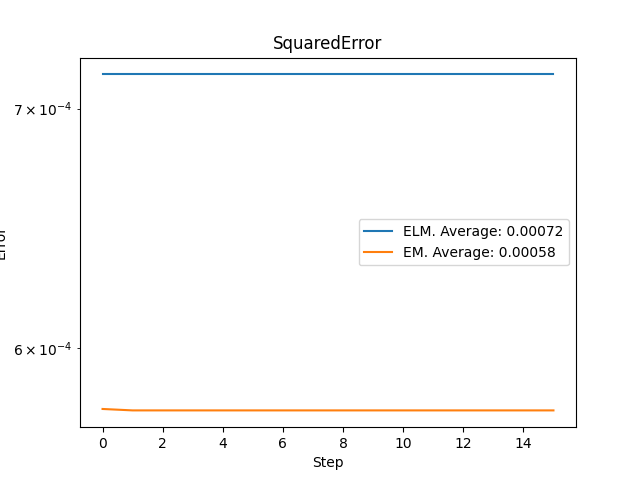 SquaredError
7 × 10⁻⁴
6 × 10⁻⁴
Error
ELM. Average: 0.00072
EM. Average: 0.00058
0 2 4 6 8 10 12 14
Step